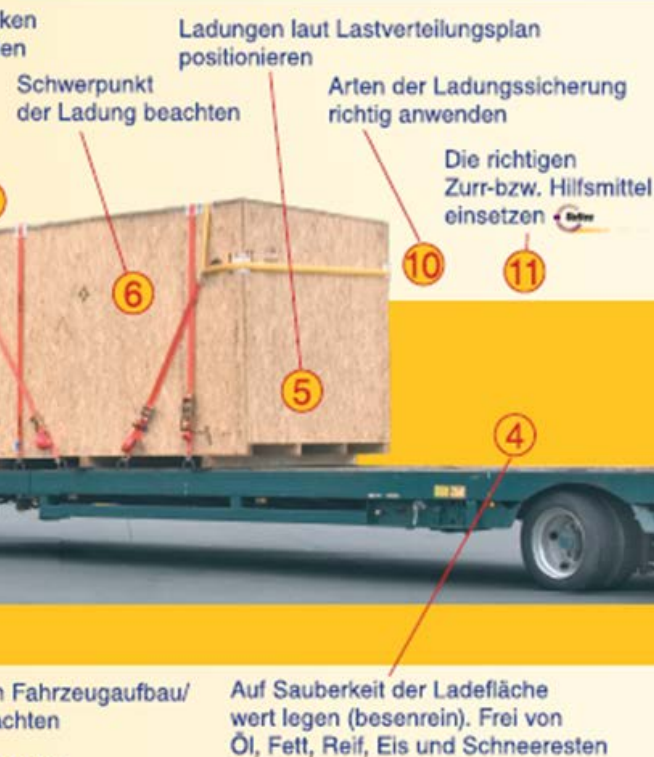 ken
en
Ladungen laut Lastverteilungsplan
positionieren
Schwerpunkt
der Ladung beachten
Arten der Ladungssicherung
richtig anwenden
Die richtigen
Zurr-bzw. Hilfsmittel
einsetzen
10
11
6
5
4
n Fahrzeugaufbau/
achten
Auf Sauberkeit der Ladefläche
wert legen (besenrein). Frei von
Öl, Fett, Reif, Eis und Schneeresten